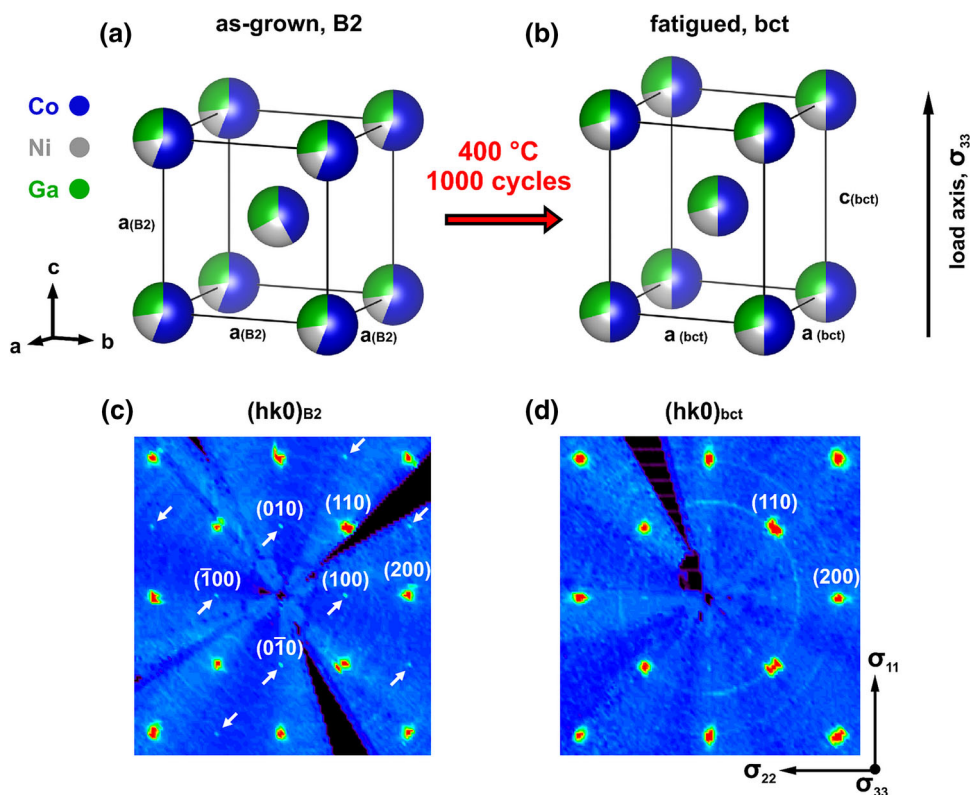 (a)
as-grown, B2
(b)
fatigued, bct
Co
Ni
Ga
a(B2)
a(B2)
a(B2)
c
a
b
400 °C
1000 cycles
c(bct)
a (bct)
a (bct)
load axis, σ33
(c)
(hk0)B2
(d)
(hk0)bct
(010)
(110)
(1̅00)
(100)
(200)
(01̅0)
(110)
(200)
σ11
σ22
σ33